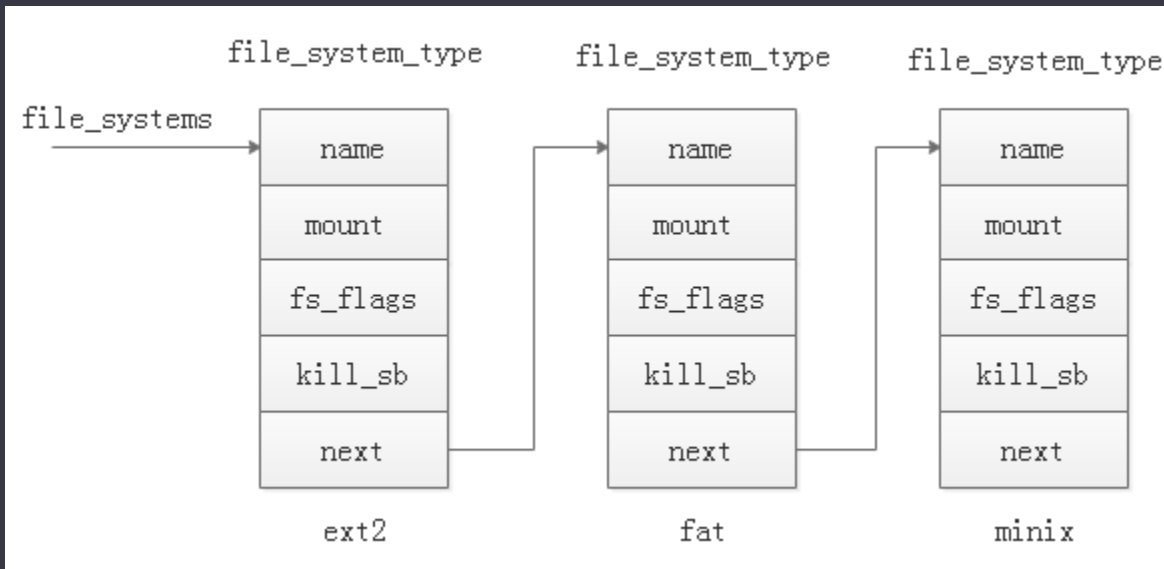 file_system_type file_system_type file_system_type
file_systems
name name name
mount mount mount
fs_flags fs_flags fs_flags
kill_sb kill_sb kill_sb
next next next
ext2 fat minix